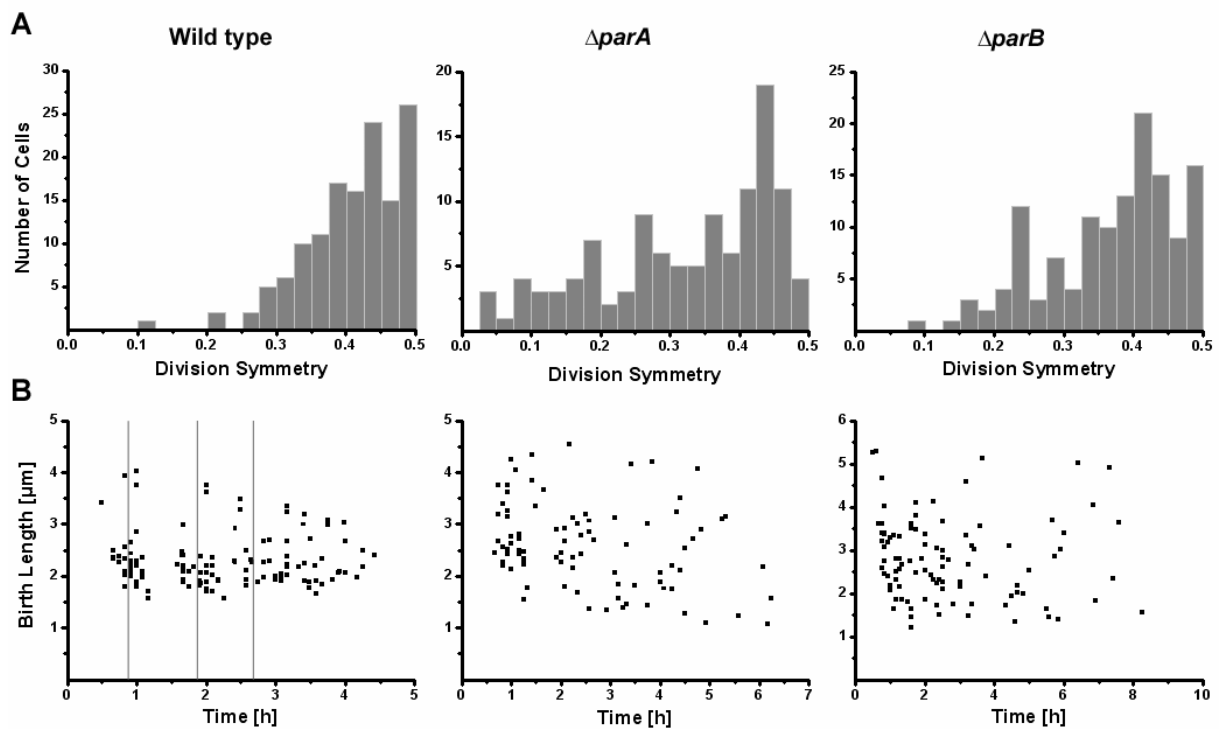 A
Wild type
ΔparA
ΔparB
Number of Cells
30
25
20
15
10
5
0.0 0.1 0.2 0.3 0.4 0.5
Division Symmetry
20
15
10
5
0.0 0.1 0.2 0.3 0.4 0.5
Division Symmetry
25
20
15
10
5
0.0 0.1 0.2 0.3 0.4 0.5
Division Symmetry
B
Birth Length [µm]
5
4
3
2
1
0 1 2 3 4 5
Time [h]
5
4
3
2
1
0 1 2 3 4 5 6 7
Time [h]
6
5
4
3
2
1
0 2 4 6 8 10
Time [h]